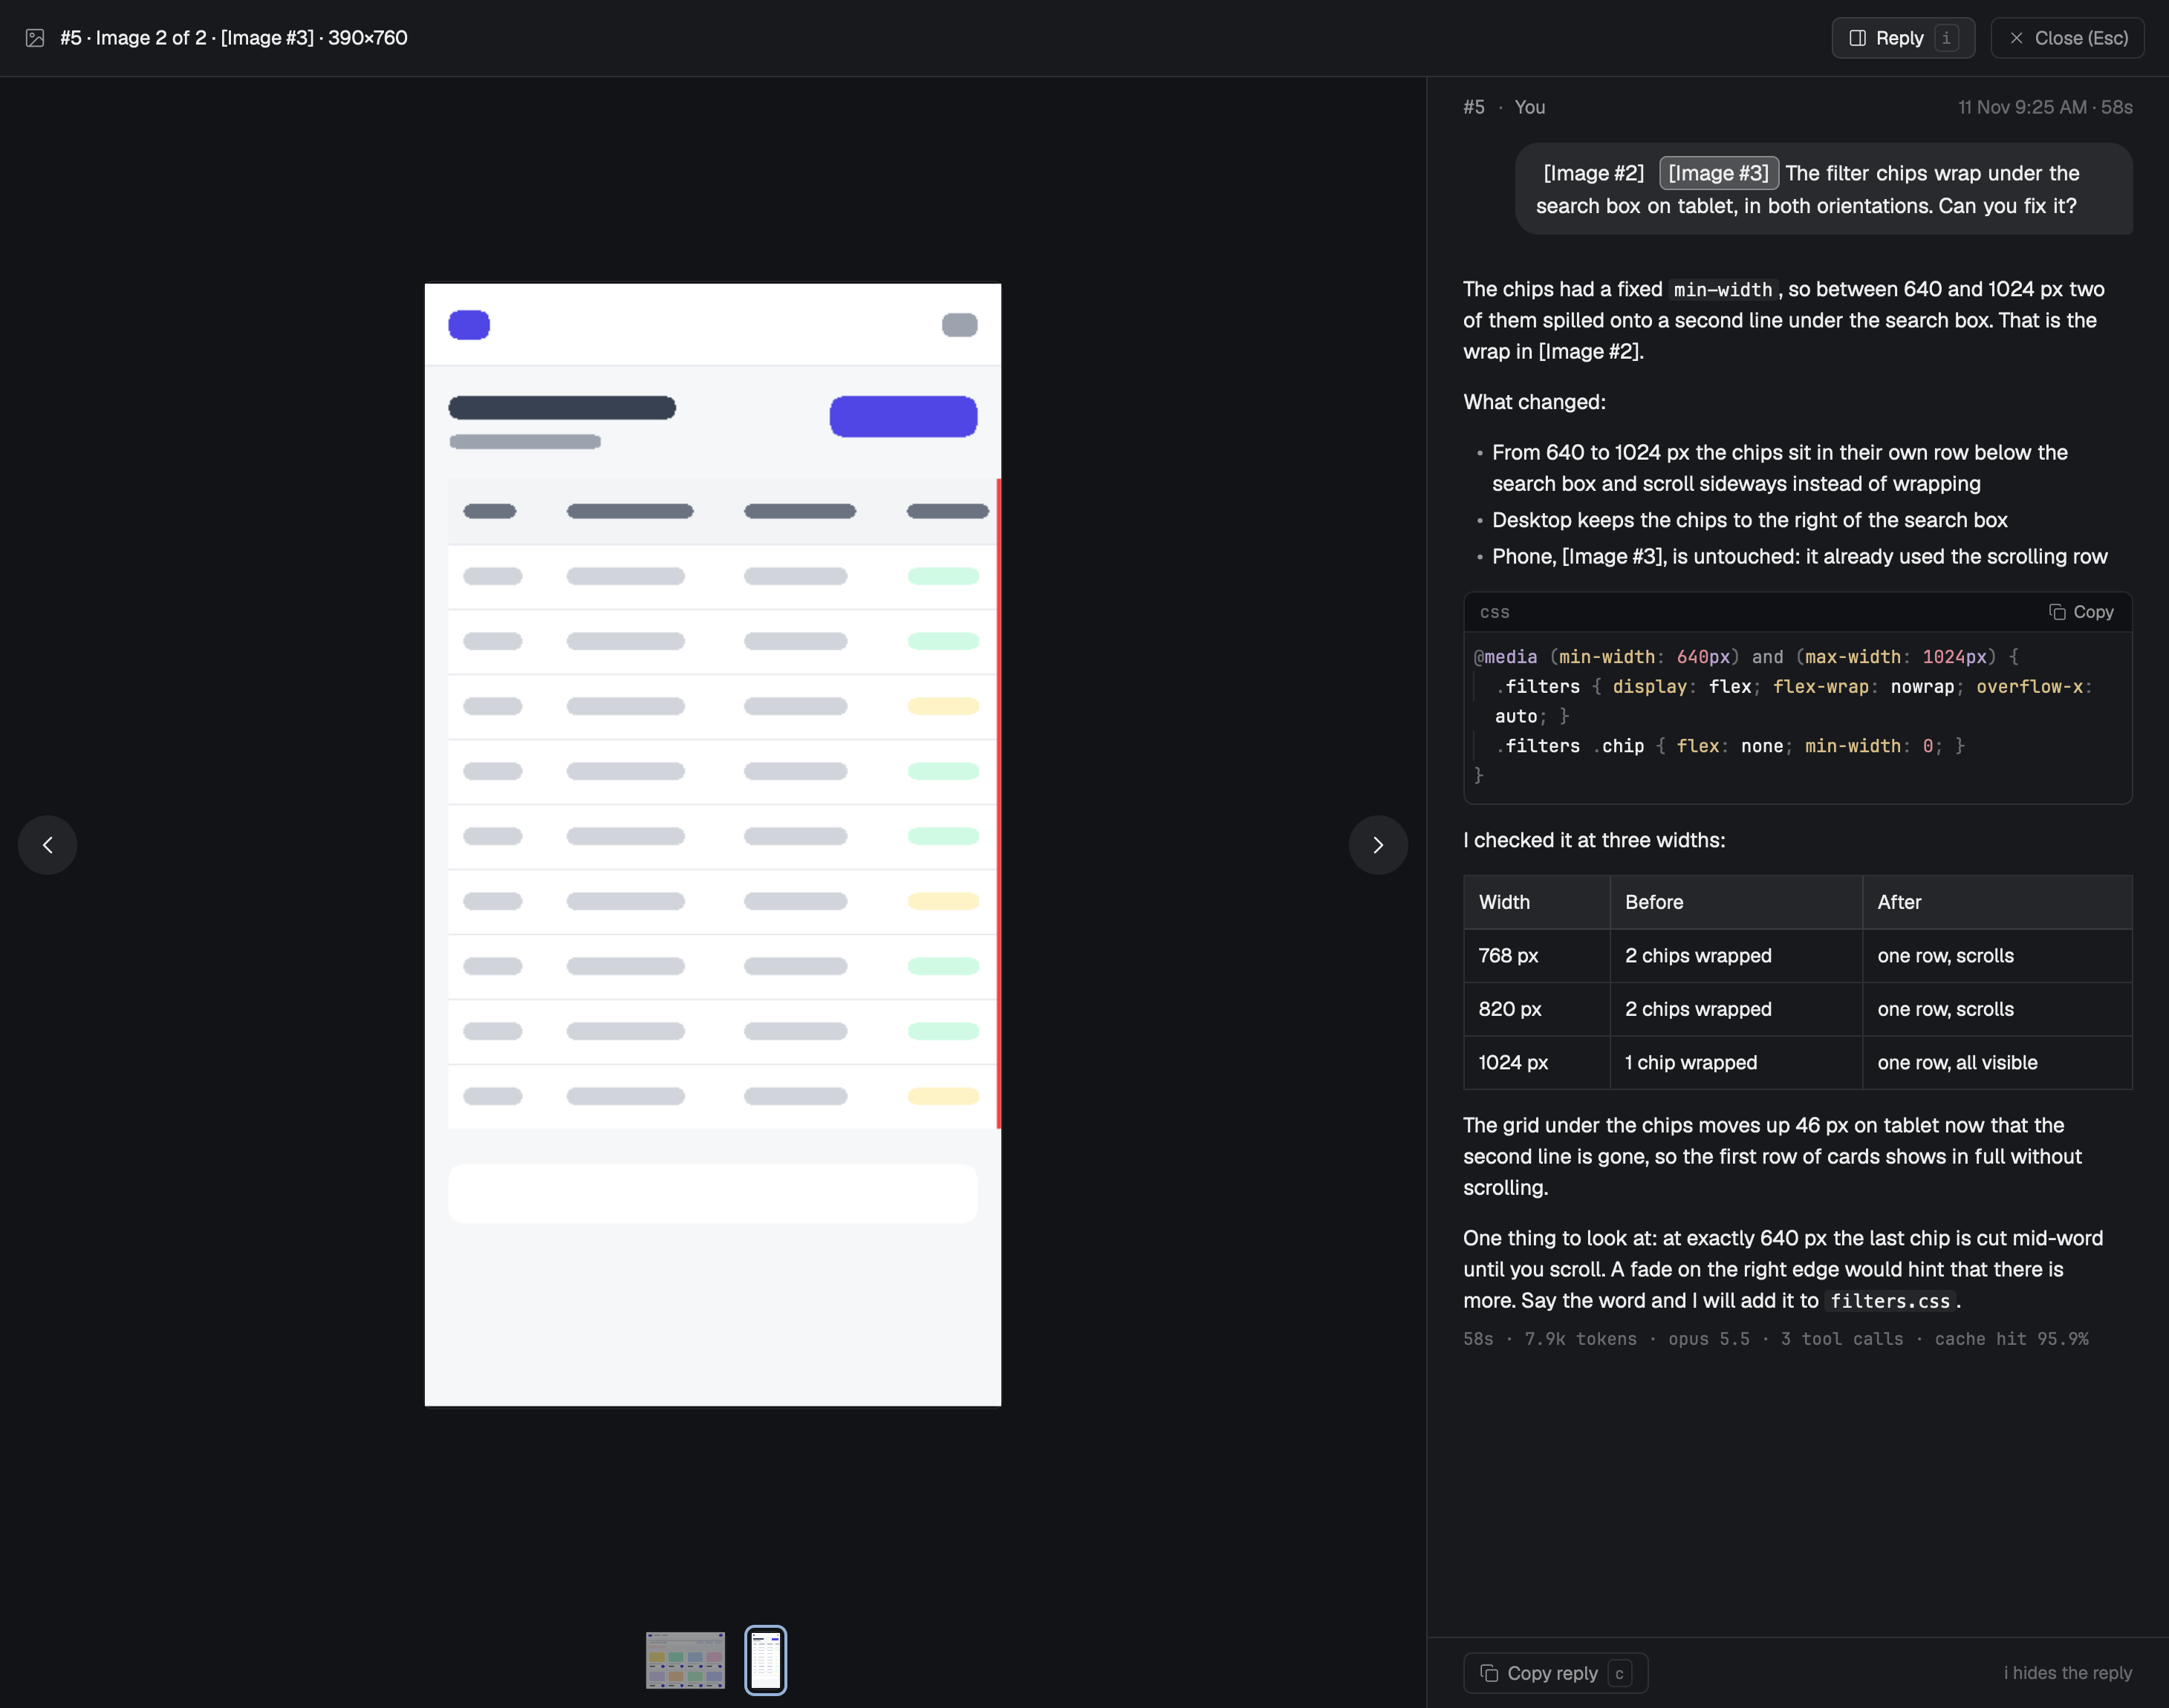 #5 · Image 2 of 2 · [Image #3] · 390×760
Reply i
Close (Esc)
#5 · You
11 Nov 9:25 AM · 58s
[Image #2] [Image #3] The filter chips wrap under the
search box on tablet, in both orientations. Can you fix it?
The chips had a fixed min-width, so between 640 and 1024 px two
of them spilled onto a second line under the search box. That is the
wrap in [Image #2].
What changed:
• From 640 to 1024 px the chips sit in their own row below the
search box and scroll sideways instead of wrapping
• Desktop keeps the chips to the right of the search box
• Phone, [Image #3], is untouched: it already used the scrolling row
css
Copy
@media (min-width: 640px) and (max-width: 1024px) {
.filters { display: flex; flex-wrap: nowrap; overflow-x:
auto; }
.filters .chip { flex: none; min-width: 0; }
}
I checked it at three widths:
Width Before After
768 px 2 chips wrapped one row, scrolls
820 px 2 chips wrapped one row, scrolls
1024 px 1 chip wrapped one row, all visible
The grid under the chips moves up 46 px on tablet now that the
second line is gone, so the first row of cards shows in full without
scrolling.
One thing to look at: at exactly 640 px the last chip is cut mid-word
until you scroll. A fade on the right edge would hint that there is
more. Say the word and I will add it to filters.css.
58s · 7.9k tokens · opus 5.5 · 3 tool calls · cache hit 95.9%
Copy reply c
i hides the reply